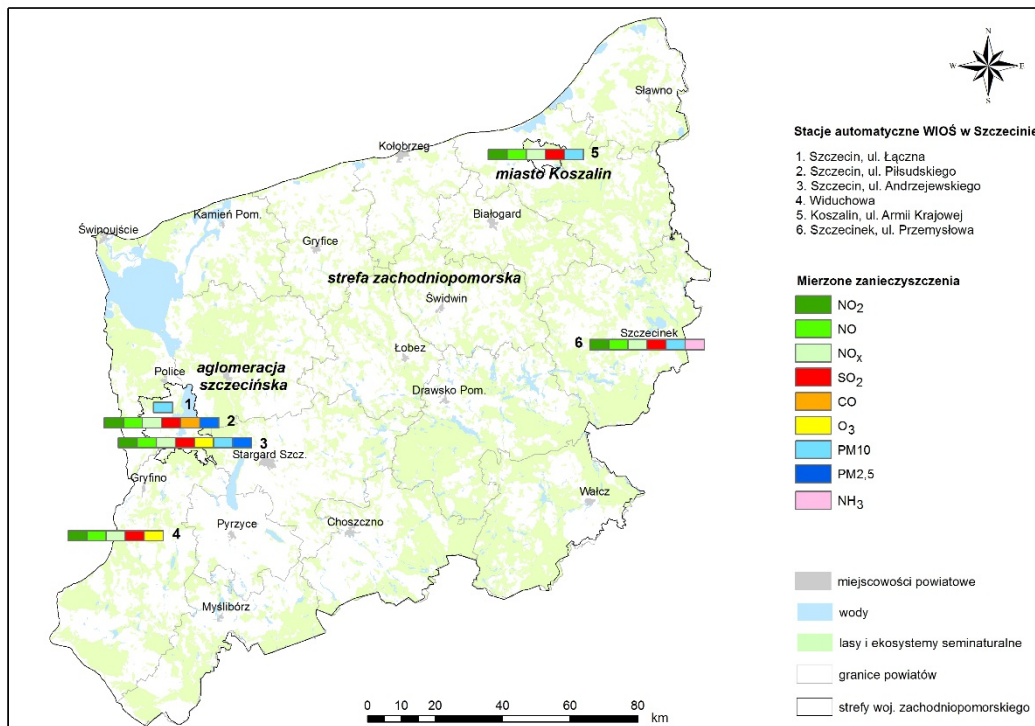 N
W E
S
Sławno
Stacje automatyczne WIOŚ w Szczecinie
1. Szczecin, ul. Łączna
2. Szczecin, ul. Piłsudskiego
3. Szczecin, ul. Andrzejewskiego
4. Widuchowa
5. Koszalin, ul. Armii Krajowej
6. Szczecinek, ul. Przemysłowa
Kołobrzeg
5
miasto Koszalin
Kamień Pom.
Białogard
Świnoujście
Gryfice
strefa zachodniopomorska
Świdwin
Szczecinek
6
Łobez
Police
aglomeracja
szczecińska
Drawsko Pom.
1
2
3
Stargard Szcz.
Gryfino
Wałcz
Pyrzyce
Choszczno
4
Myślibórz
Mierzone zanieczyszczenia
NO2
NO
NOx
SO2
CO
O3
PM10
PM2,5
NH3
miejscowości powiatowe
wody
lasy i ekosystemy seminaturalne
granice powiatów
strefy woj. zachodniopomorskiego
0 10 20 40 60 80
km